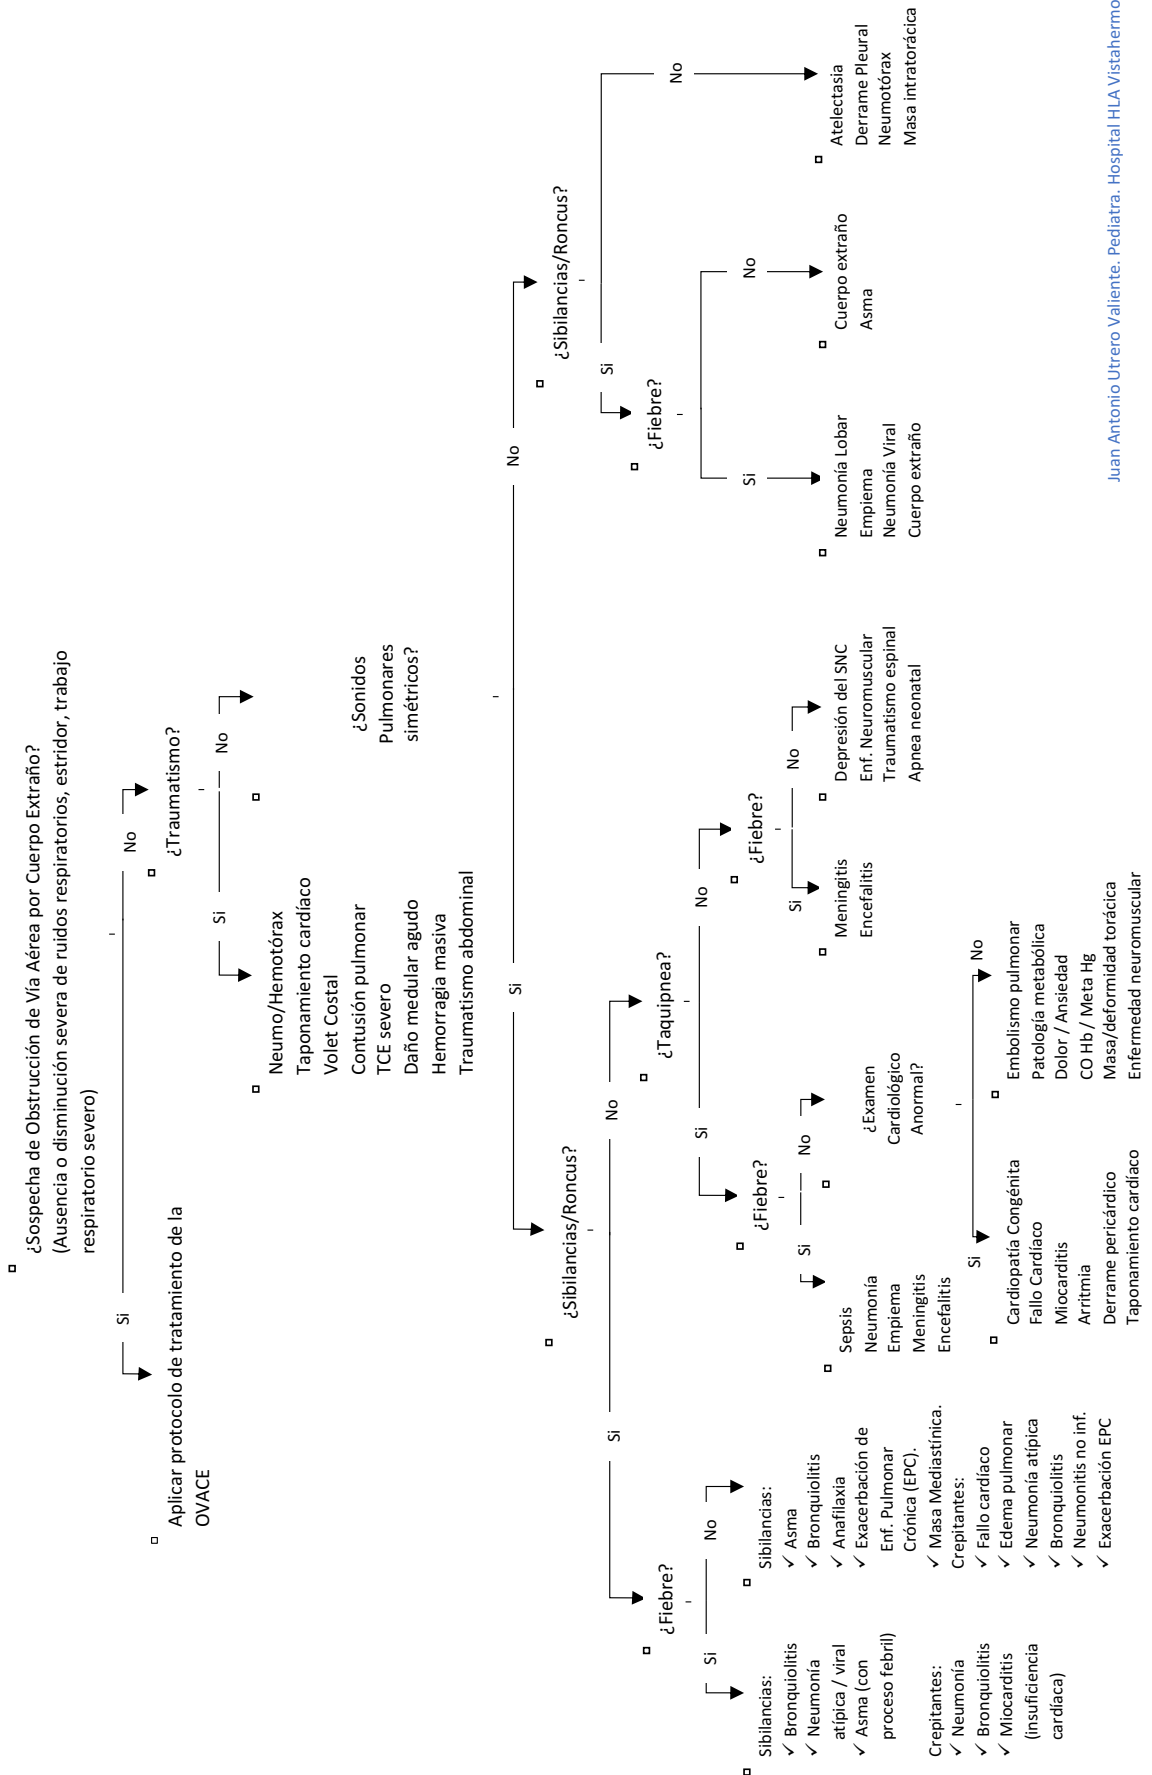 ¿Sospecha de Obstrucción de Vía Aérea por Cuerpo Extraño?
(Ausencia o disminución severa de ruidos respiratorios, estridor, trabajo
respiratorio severo)
Si
No
Aplicar protocolo de tratamiento de la
OVACE
¿Traumatismo?
Si
No
Neumo/Hemotórax
Taponamiento cardíaco
Volet Costal
Contusión pulmonar
TCE severo
Daño medular agudo
Hemorragia masiva
Traumatismo abdominal
¿Sonidos
Pulmonares
simétricos?
Si
No
¿Sibilancias/Roncus?
Si
No
¿Fiebre?
Si
No
Sibilancias:
✓ Bronquiolitis
✓ Neumonía
atípica / viral
✓ Asma (con
proceso febril)
Crepitantes:
✓ Neumonía
✓ Bronquiolitis
✓ Miocarditis
(insuficiencia
cardíaca)
Sibilancias:
✓ Asma
✓ Bronquiolitis
✓ Anafilaxia
✓ Exacerbación de
Enf. Pulmonar
Crónica (EPC).
✓ Masa Mediastínica.
Crepitantes:
✓ Fallo cardíaco
✓ Edema pulmonar
✓ Neumonía atípica
✓ Bronquiolitis
✓ Neumonitis no inf.
✓ Exacerbación EPC
¿Taquipnea?
Si
No
¿Fiebre?
Si
No
Sepsis
Neumonía
Empiema
Meningitis
Encefalitis
¿Examen
Cardiológico
Anormal?
Si
No
Cardiopatía Congénita
Fallo Cardíaco
Miocarditis
Arritmia
Derrame pericárdico
Taponamiento cardíaco
Embolismo pulmonar
Patología metabólica
Dolor / Ansiedad
CO Hb / Meta Hg
Masa/deformidad torácica
Enfermedad neuromuscular
¿Fiebre?
Si
No
Meningitis
Encefalitis
Depresión del SNC
Enf. Neuromuscular
Traumatismo espinal
Apnea neonatal
¿Sibilancias/Roncus?
Si
No
¿Fiebre?
Si
No
Neumonía Lobar
Empiema
Neumonía Viral
Cuerpo extraño
Cuerpo extraño
Asma
Atelectasia
Derrame Pleural
Neumotórax
Masa intratorácica
Juan Antonio Utrero Valiente. Pediatra. Hospital HLA Vistahermo